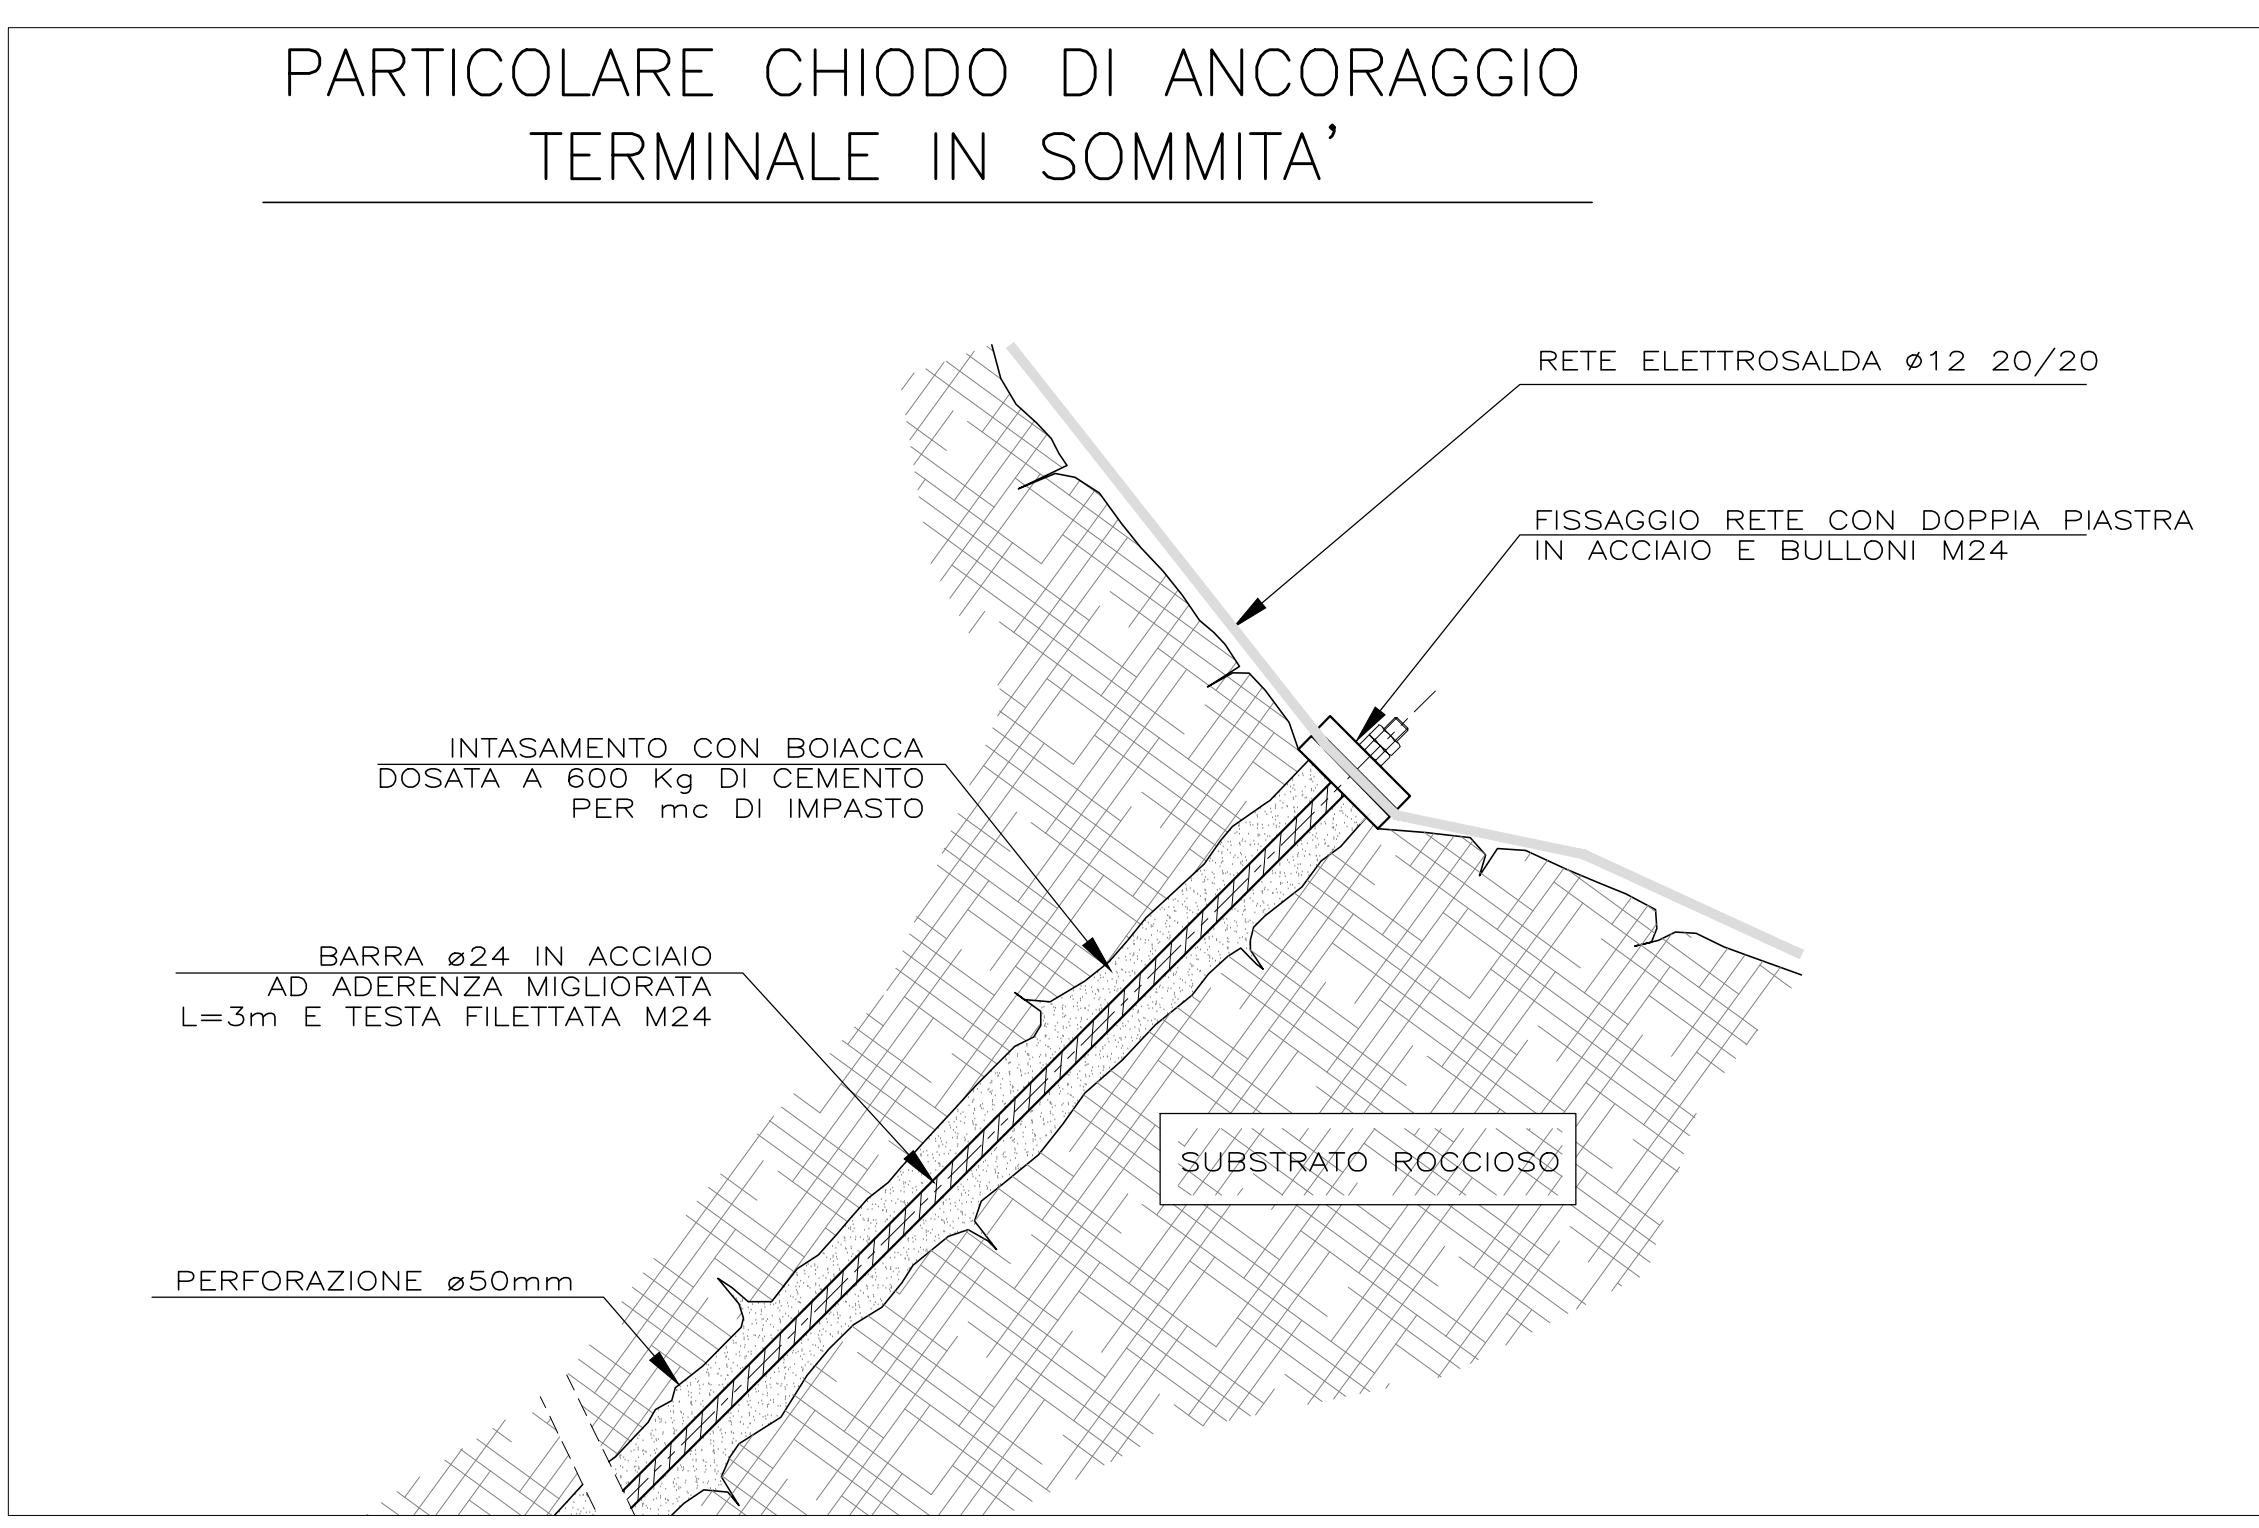 PARTICOLARE CHIODO DI ANCORAGGIO
TERMINALE IN SOMMITA'
RETE ELETTROSALDA ø12 20/20
FISSAGGIO RETE CON DOPPIA PIASTRA
IN ACCIAIO E BULLONI M24
INTASAMENTO CON BOIACCA
DOSATA A 600 Kg DI CEMENTO
PER mc DI IMPASTO
BARRA ø24 IN ACCIAIO
AD ADERENZA MIGLIORATA
L=3m E TESTA FILETTATA M24
SUBSTRATO ROCCIOSO
PERFORAZIONE ø50mm